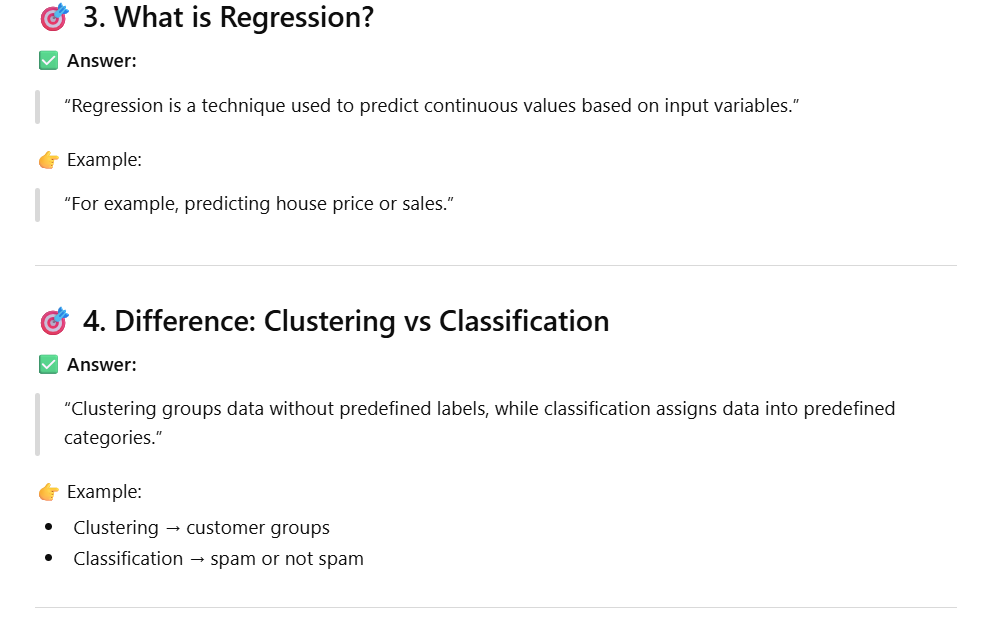 🎯 3. What is Regression?
✅ Answer:
“Regression is a technique used to predict continuous values based on input variables.”
👉 Example:
“For example, predicting house price or sales.”
🎯 4. Difference: Clustering vs Classification
✅ Answer:
“Clustering groups data without predefined labels, while classification assigns data into predefined
categories.”
👉 Example:
• Clustering → customer groups
• Classification → spam or not spam